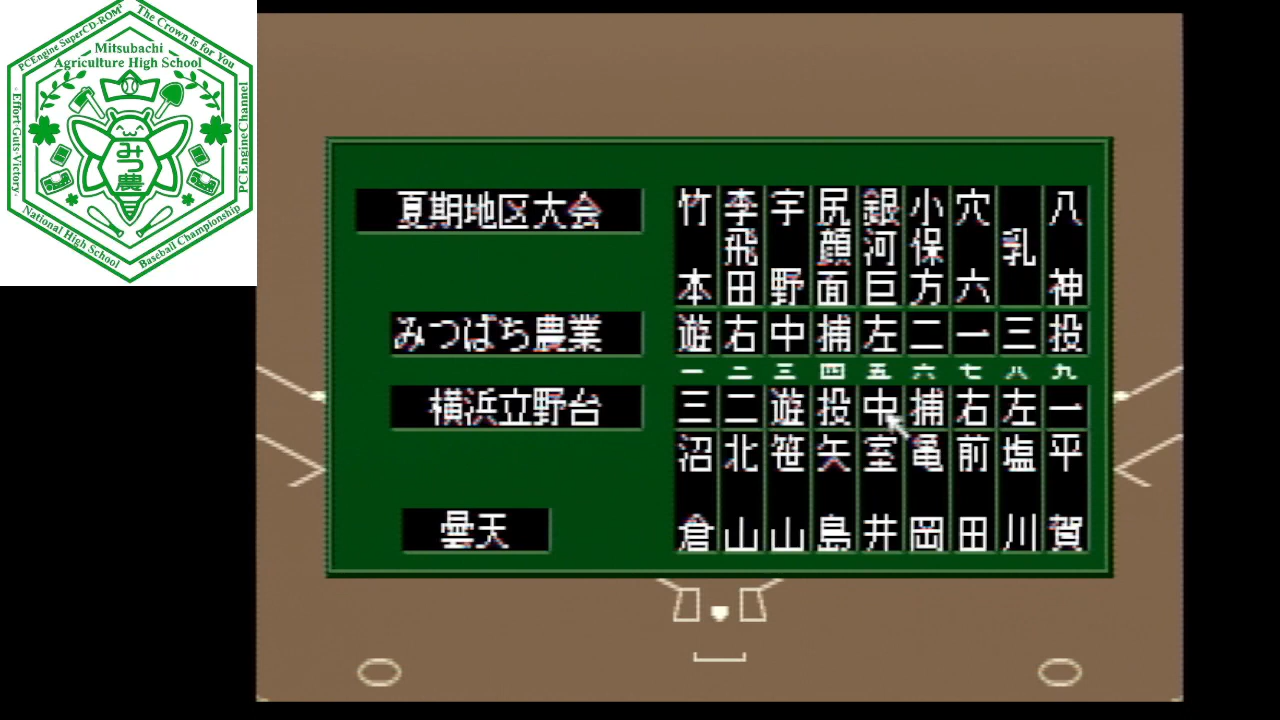 PCEngine SuperCD-ROM²
The Crown is for You
Mitsubachi
Agriculture High School
・Effort・Guts・Victory・
PCEngineChannel
みつ農
National High School
Baseball Championship
夏期地区大会
みつばち農業
横浜立野台
曇天
竹本 李飛田 宇野 尻顔面 銀河巨 小保方 穴六 乳 八神
遊 右 中 捕 左 二 一 三 投
一 二 三 四 五 六 七 八 九
三 二 遊 投 中 捕 右 左 一
沼倉 北山 笹山 矢島 室井 亀岡 前田 塩川 平賀